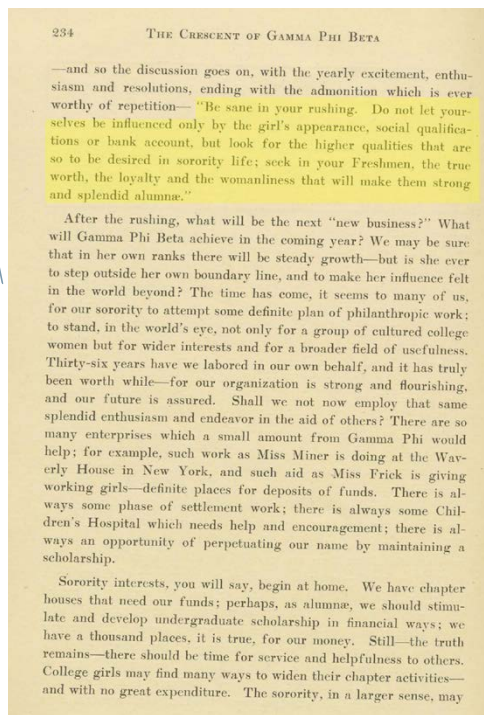 234 THE CRESCENT OF GAMMA PHI BETA
—and so the discussion goes on, with the yearly excitement, enthu-
siasm and resolutions, ending with the admonition which is ever
worthy of repetition— "Be sane in your rushing. Do not let your-
selves be influenced only by the girl's appearance, social qualifica-
tions or bank account, but look for the higher qualities that are
so to be desired in sorority life; seek in your Freshmen, the true
worth, the loyalty and the womanliness that will make them strong
and splendid alumnæ."
After the rushing, what will be the next "new business?" What
will Gamma Phi Beta achieve in the coming year? We may be sure
that in her own ranks there will be steady growth—but is she ever
to step outside her own boundary line, and to make her influence felt
in the world beyond? The time has come, it seems to many of us,
for our sorority to attempt some definite plan of philanthropic work;
to stand, in the world's eye, not only for a group of cultured college
women but for wider interests and for a broader field of usefulness.
Thirty-six years have we labored in our own behalf, and it has truly
been worth while—for our organization is strong and flourishing,
and our future is assured. Shall we not now employ that same
splendid enthusiasm and endeavor in the aid of others? There are so
many enterprises which a small amount from Gamma Phi would
help; for example, such work as Miss Miner is doing at the Wav-
erly House in New York, and such aid as Miss Frick is giving
working girls—definite places for deposits of funds. There is al-
ways some phase of settlement work; there is always some Chil-
dren's Hospital which needs help and encouragement; there is al-
ways an opportunity of perpetuating our name by maintaining a
scholarship.
Sorority interests, you will say, begin at home. We have chapter
houses that need our funds; perhaps, as alumnæ, we should stimu-
late and develop undergraduate scholarship in financial ways; we
have a thousand places, it is true, for our money. Still—the truth
remains—there should be time for service and helpfulness to others.
College girls may find many ways to widen their chapter activities—
and with no great expenditure. The sorority, in a larger sense, may